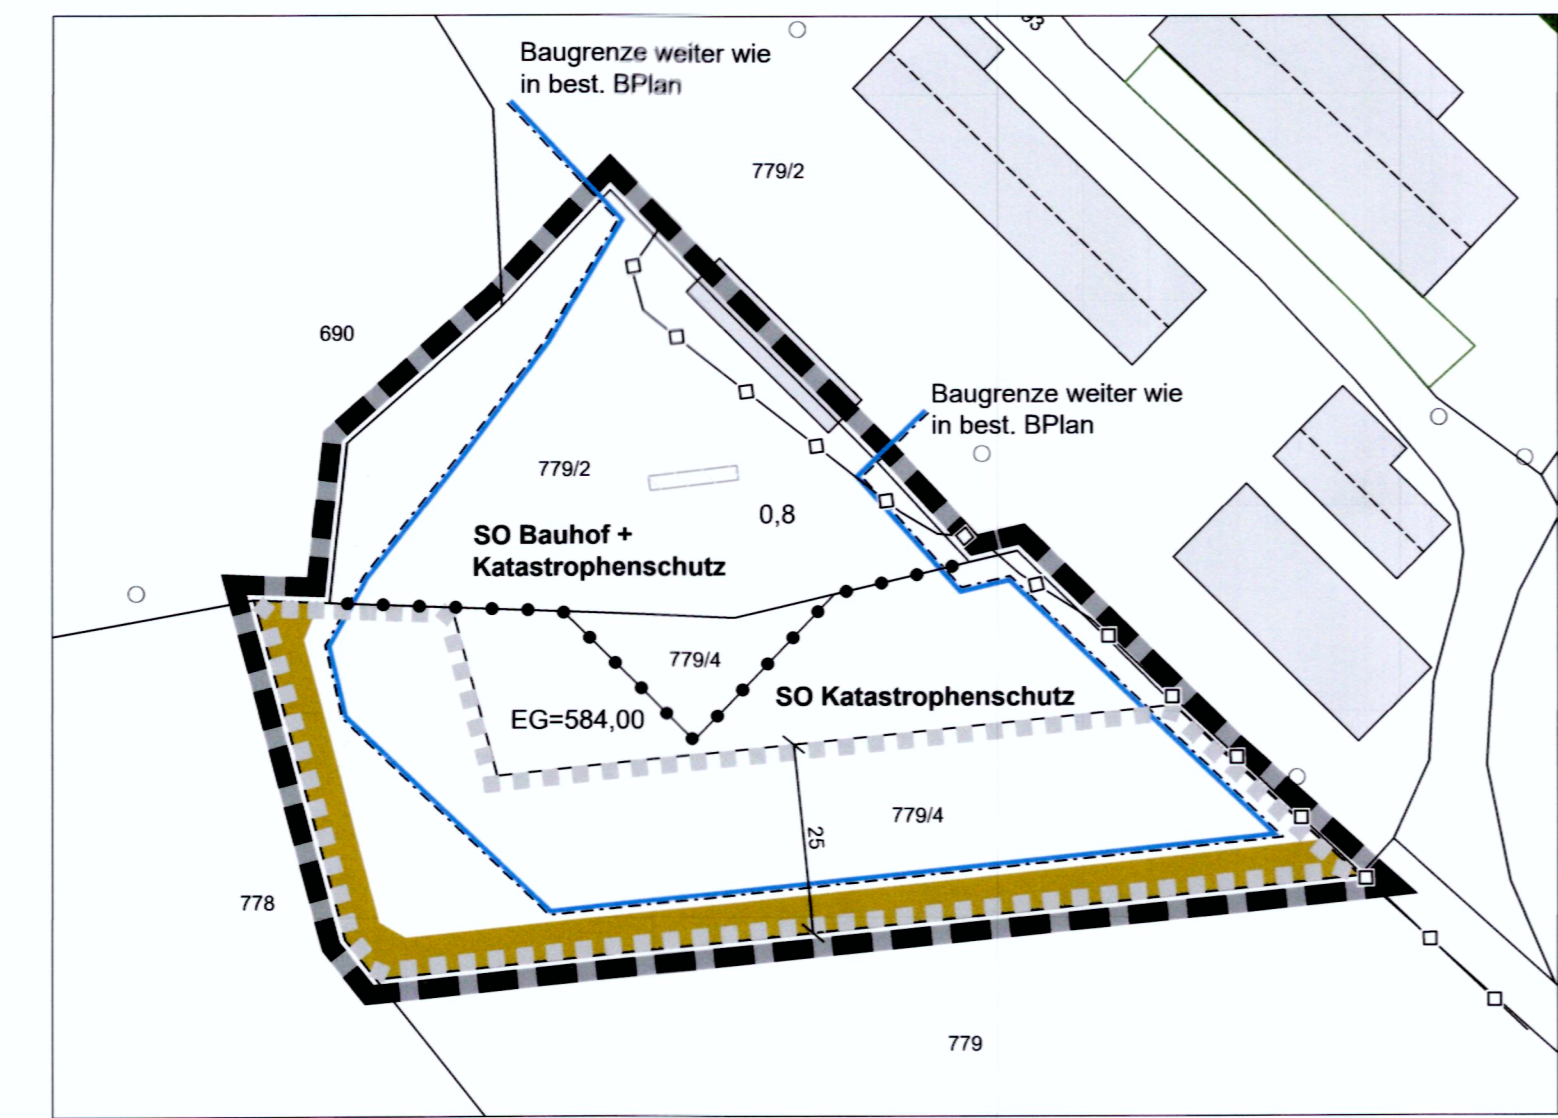 Baugrenze weiter wie
in best. BPlan
779/2
690
Baugrenze weiter wie
in best. BPlan
779/2
0,8
SO Bauhof +
Katastrophenschutz
779/4
SO Katastrophenschutz
EG=584,00
779/4
25
778
779